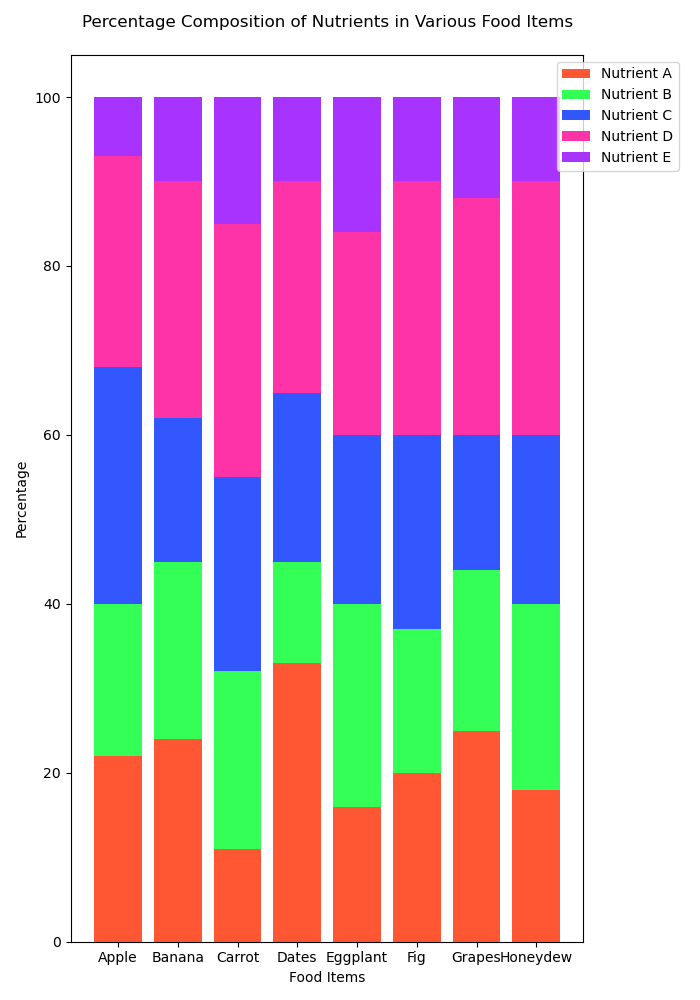 Percentage Composition of Nutrients in Various Food Items
Nutrient A
Nutrient B
Nutrient C
Nutrient D
Nutrient E
Percentage
100
80
60
40
20
0
Apple Banana Carrot Dates Eggplant Fig Grapes Honeydew
Food Items